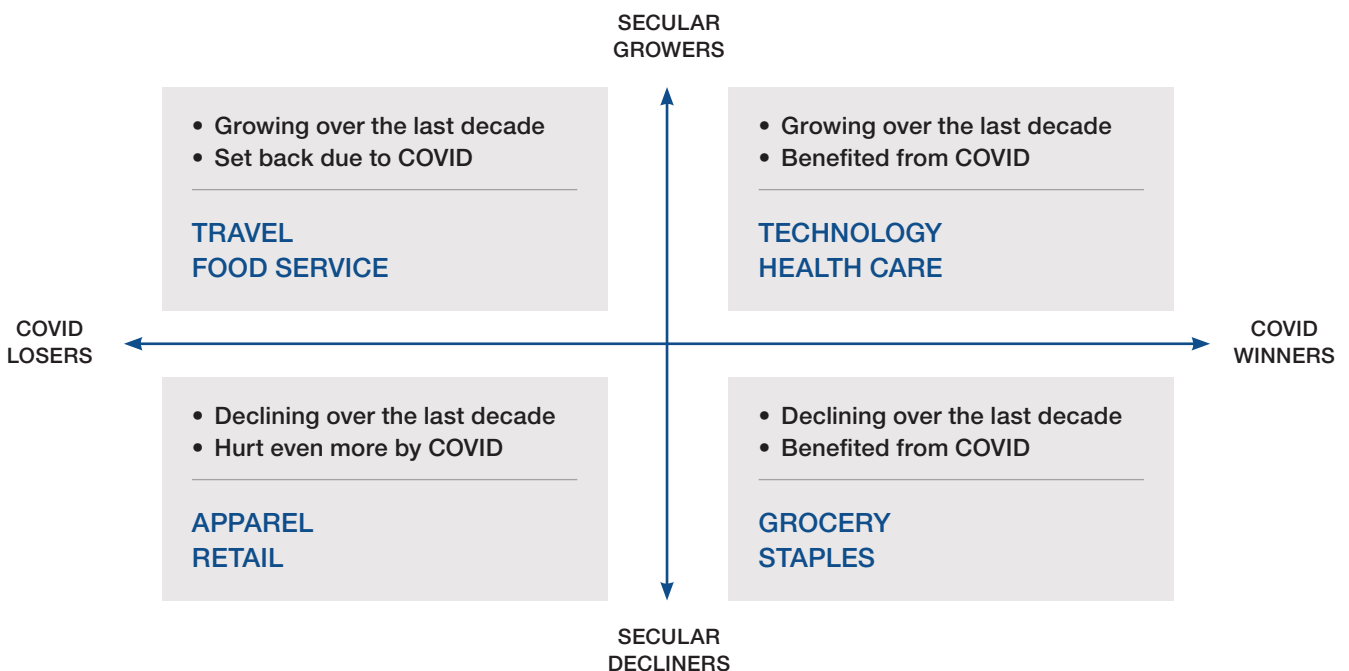 SECULAR
GROWERS
• Growing over the last decade
• Set back due to COVID
TRAVEL
FOOD SERVICE
• Growing over the last decade
• Benefited from COVID
TECHNOLOGY
HEALTH CARE
COVID
LOSERS
COVID
WINNERS
• Declining over the last decade
• Hurt even more by COVID
APPAREL
RETAIL
• Declining over the last decade
• Benefited from COVID
GROCERY
STAPLES
SECULAR
DECLINERS